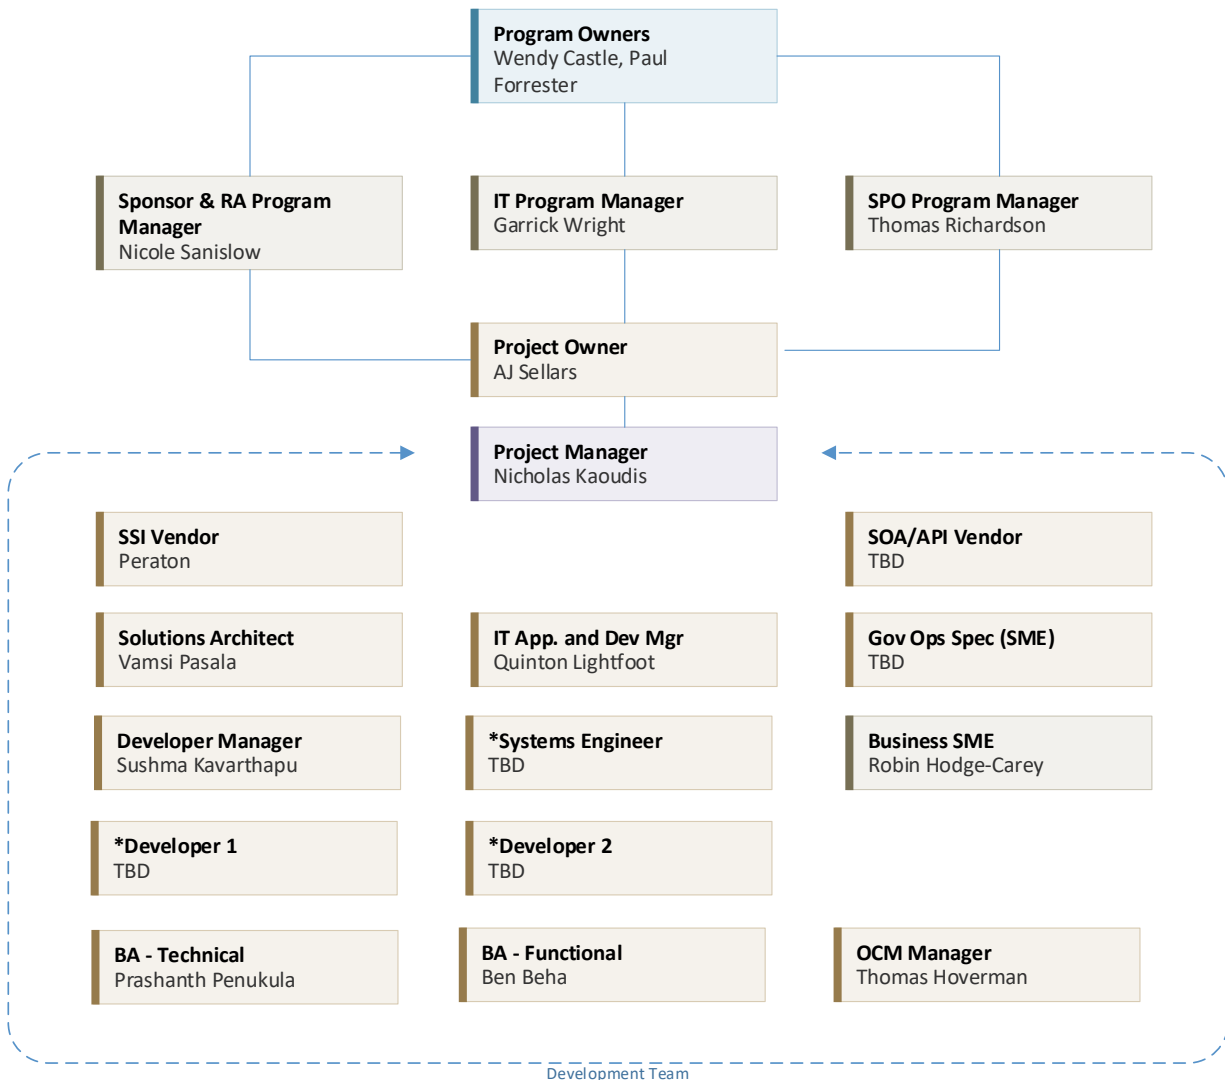 Program Owners
Wendy Castle, Paul
Forrester
Sponsor & RA Program
Manager
Nicole Sanislow
IT Program Manager
Garrick Wright
SPO Program Manager
Thomas Richardson
Project Owner
AJ Sellars
Project Manager
Nicholas Kaoudis
SSI Vendor
Peraton
SOA/API Vendor
TBD
Solutions Architect
Vamsi Pasala
IT App. and Dev Mgr
Quinton Lightfoot
Gov Ops Spec (SME)
TBD
Developer Manager
Sushma Kavarthapu
*Systems Engineer
TBD
Business SME
Robin Hodge-Carey
*Developer 1
TBD
*Developer 2
TBD
BA - Technical
Prashanth Penukula
BA - Functional
Ben Beha
OCM Manager
Thomas Hoverman
Development Team